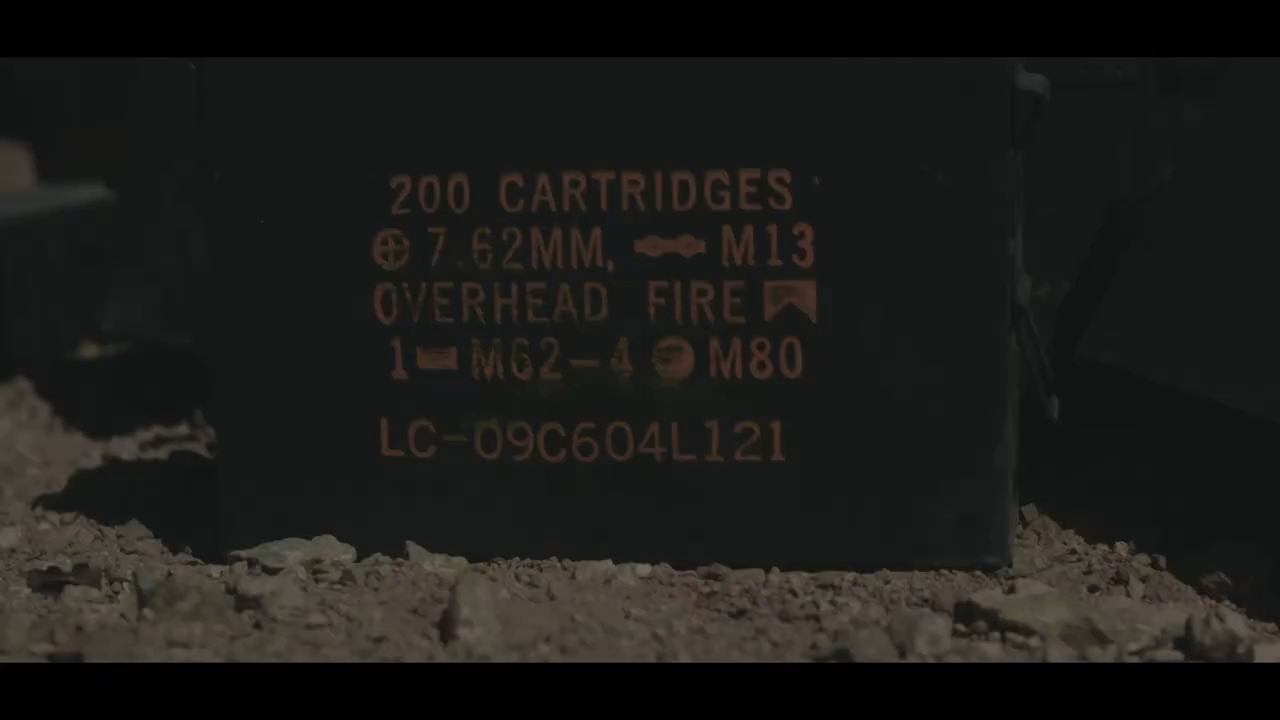 200 CARTRIDGES
7.62MM, M13
OVERHEAD FIRE
1 M62-4 M80
LC-09C604L121